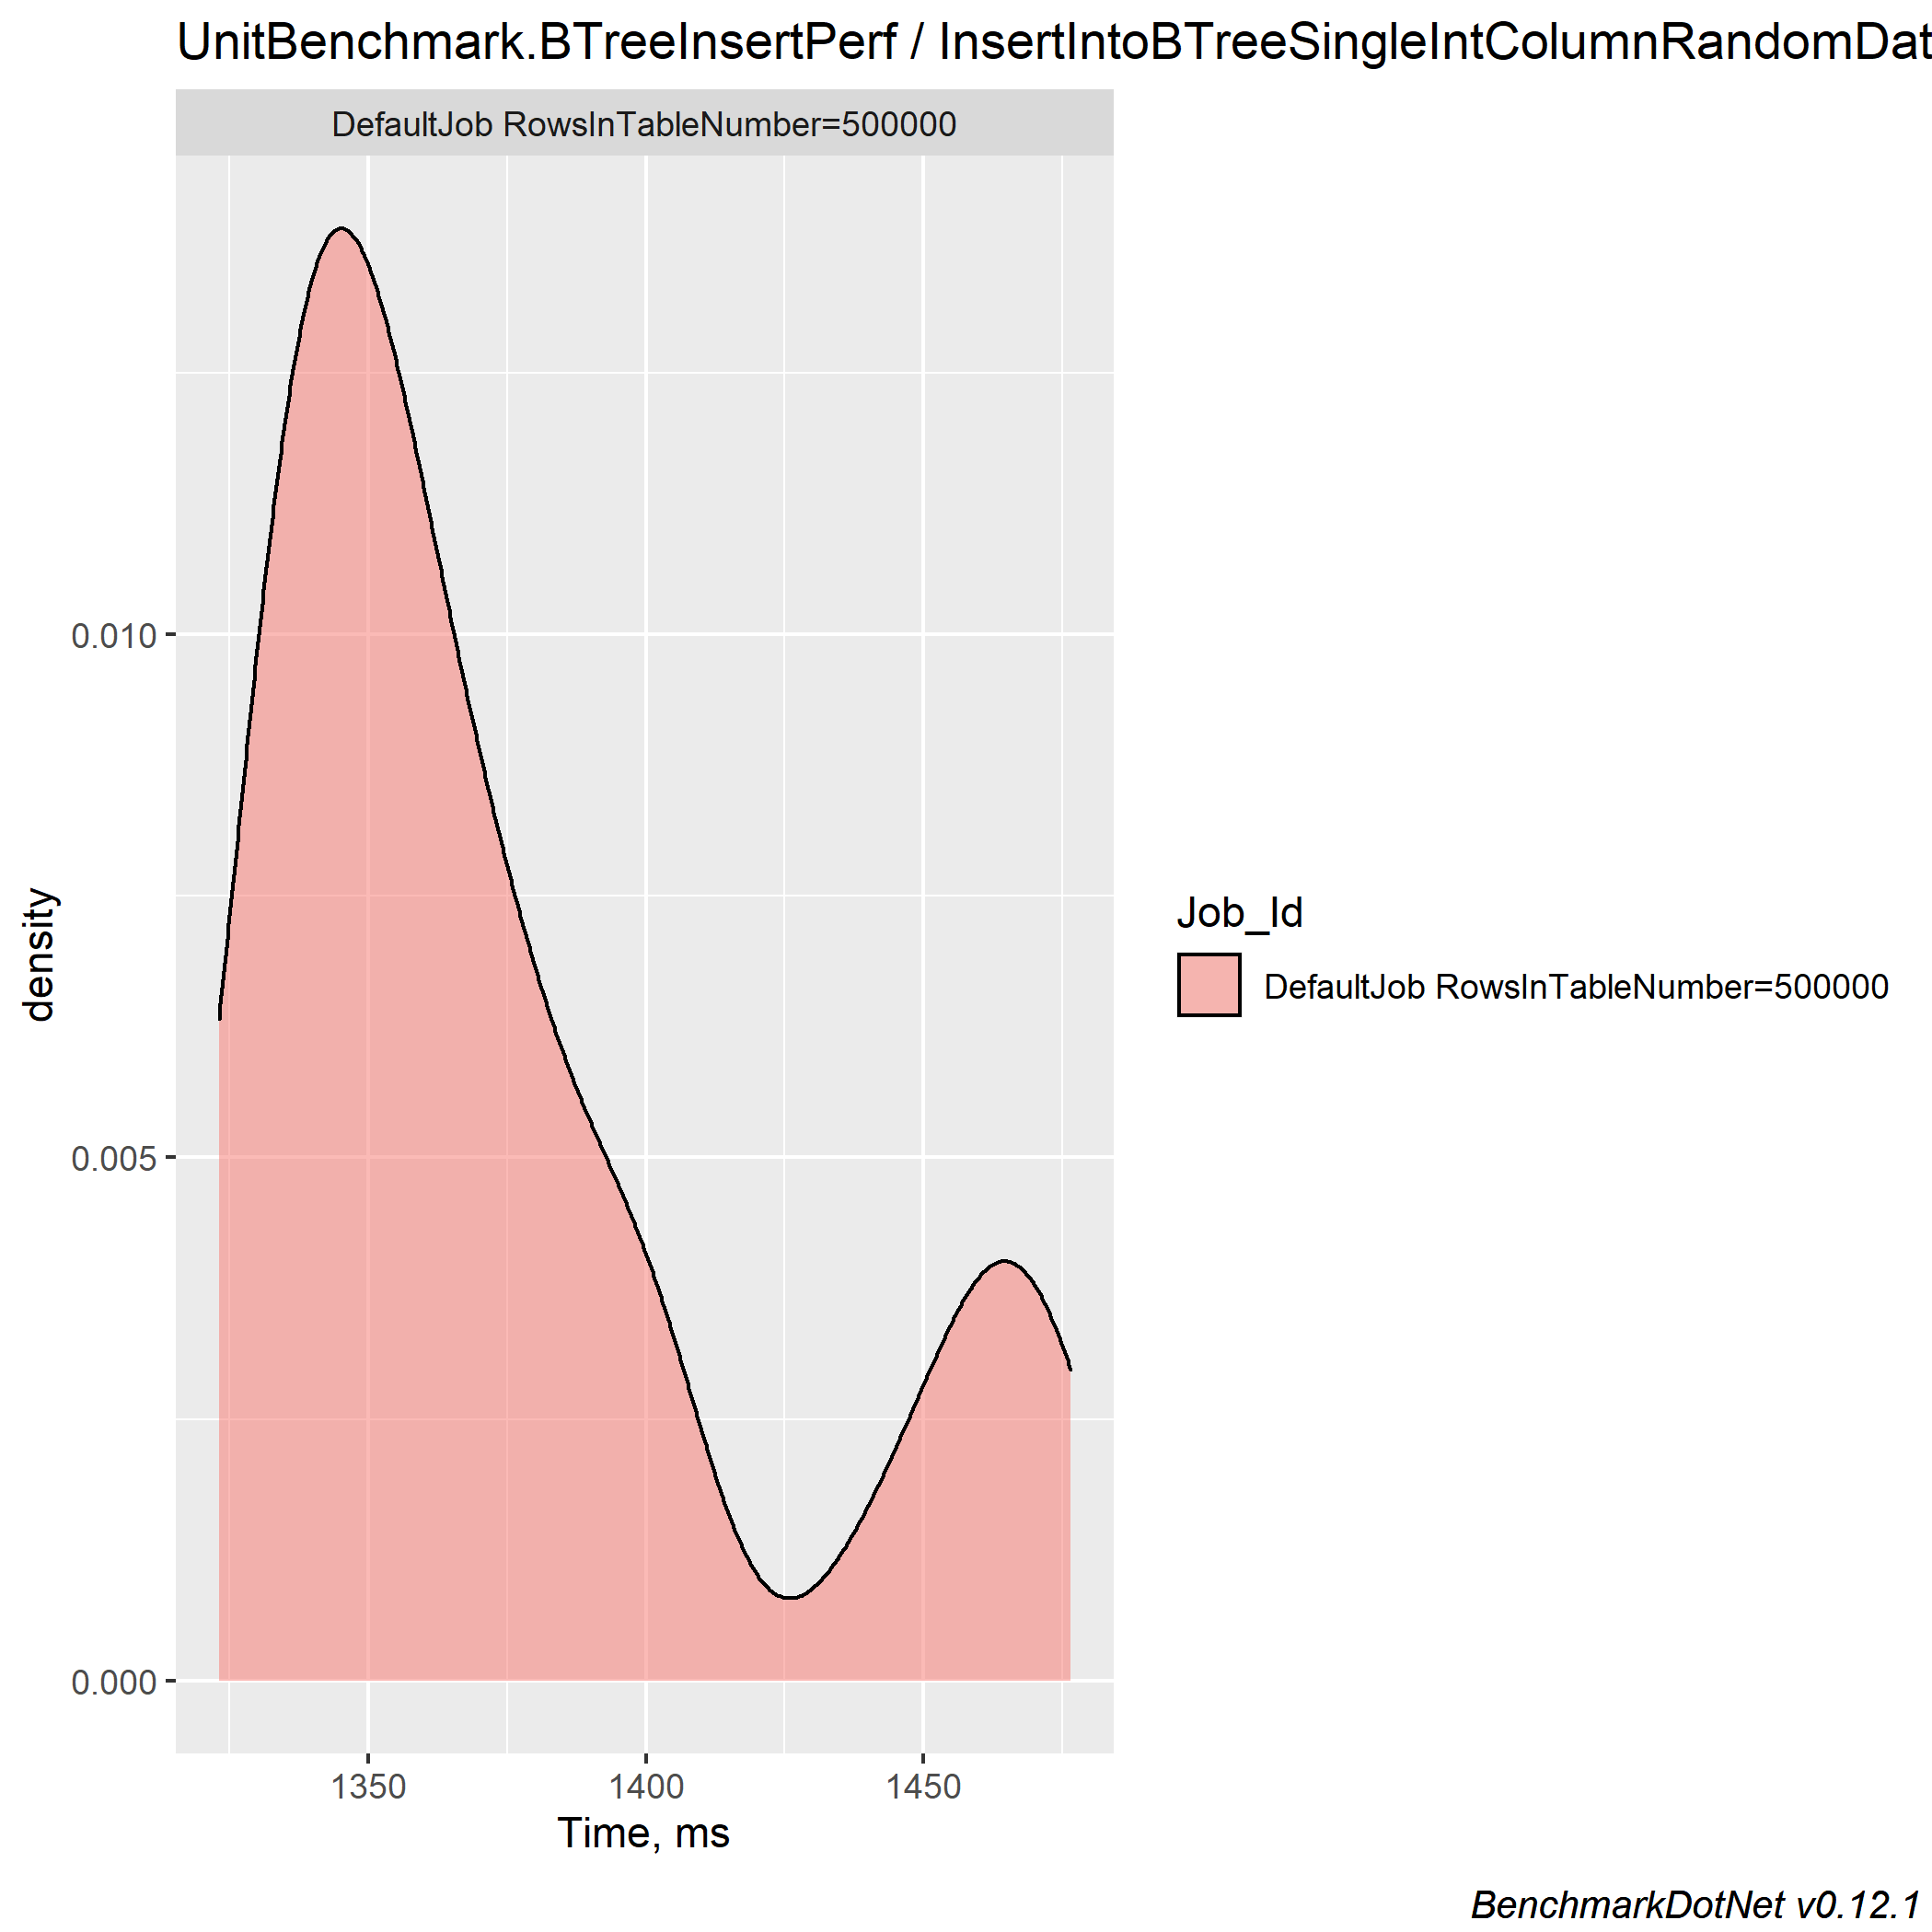 UnitBenchmark.BTreeInsertPerf / InsertIntoBTreeSingleIntColumnRandomDat
DefaultJob RowsInTableNumber=500000
0.010
0.005
0.000
density
1350 1400 1450
Time, ms
Job_Id
DefaultJob RowsInTableNumber=500000
BenchmarkDotNet v0.12.1